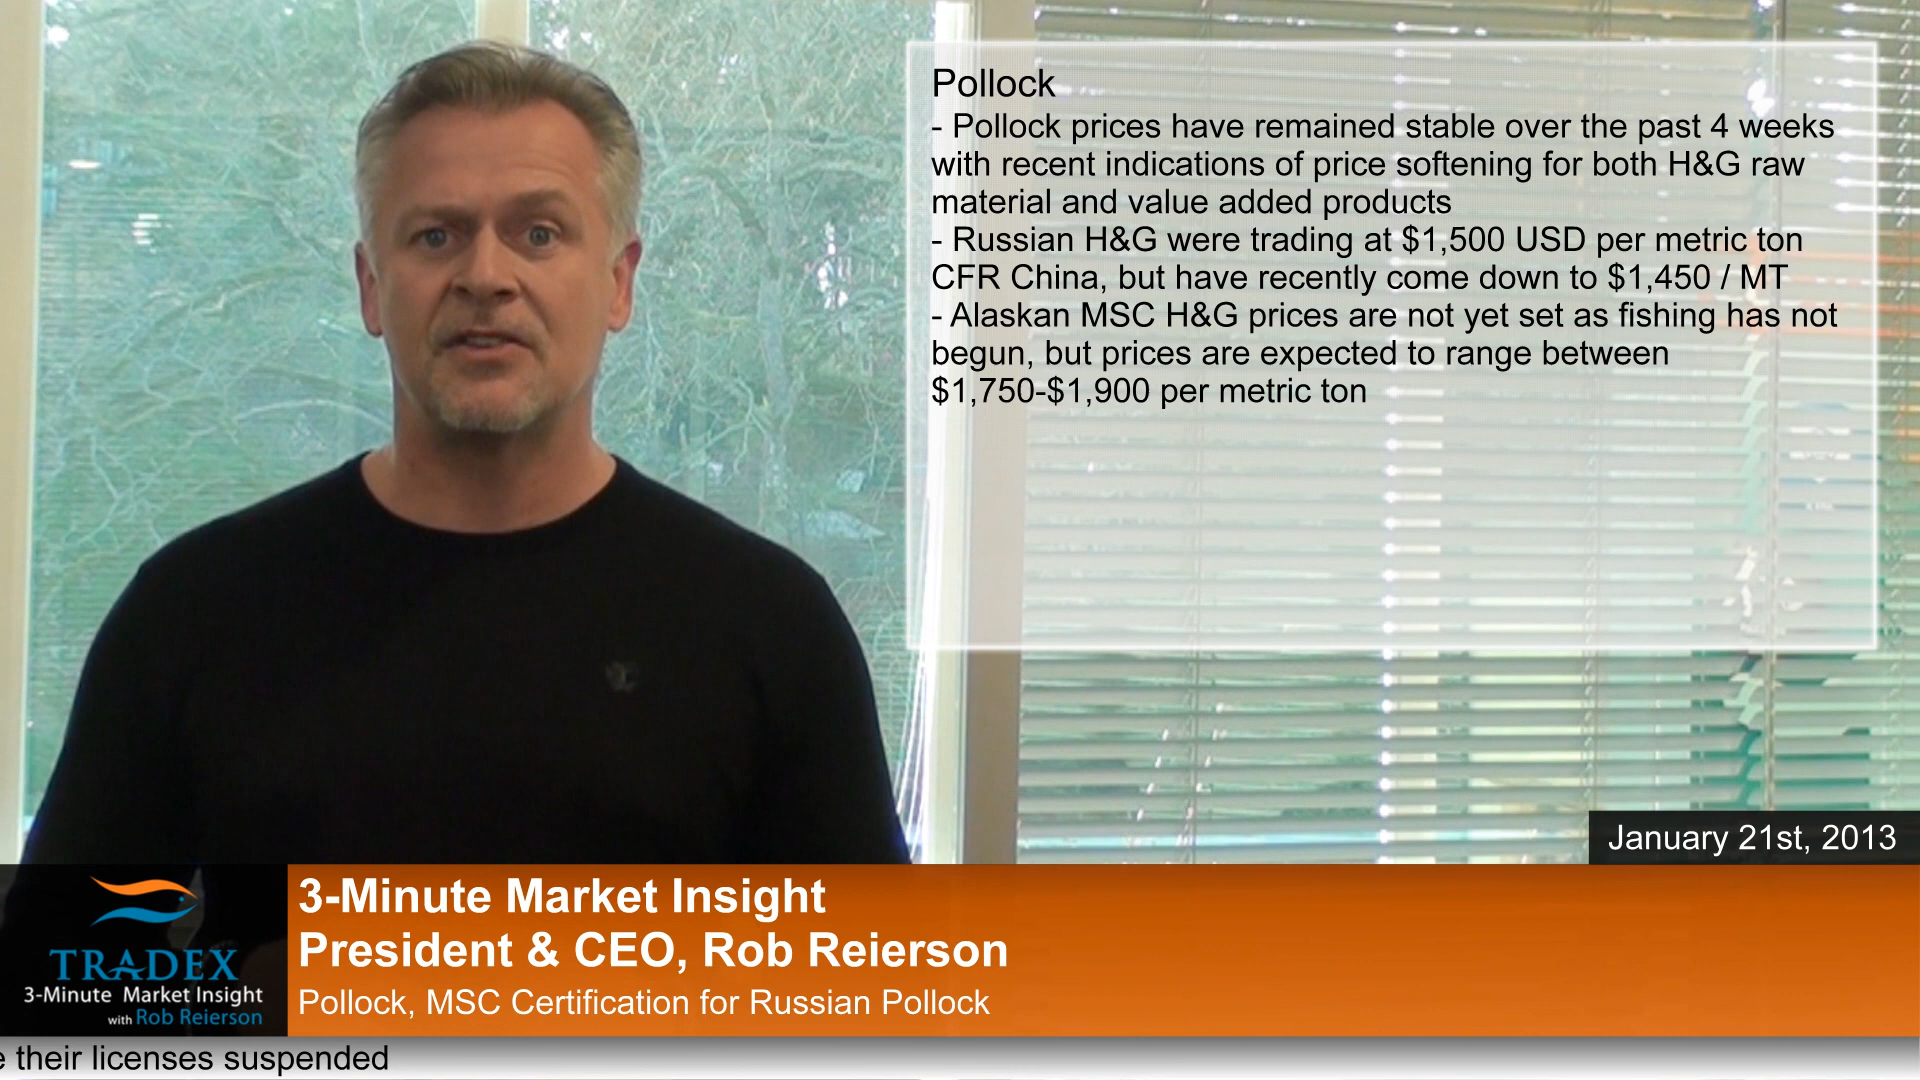 Pollock
- Pollock prices have remained stable over the past 4 weeks
with recent indications of price softening for both H&G raw
material and value added products
- Russian H&G were trading at $1,500 USD per metric ton
CFR China, but have recently come down to $1,450 / MT
- Alaskan MSC H&G prices are not yet set as fishing has not
begun, but prices are expected to range between
$1,750-$1,900 per metric ton
January 21st, 2013
3-Minute Market Insight
President & CEO, Rob Reierson
Pollock, MSC Certification for Russian Pollock
TRADEX
3-Minute Market Insight
with Rob Reierson
their licenses suspended